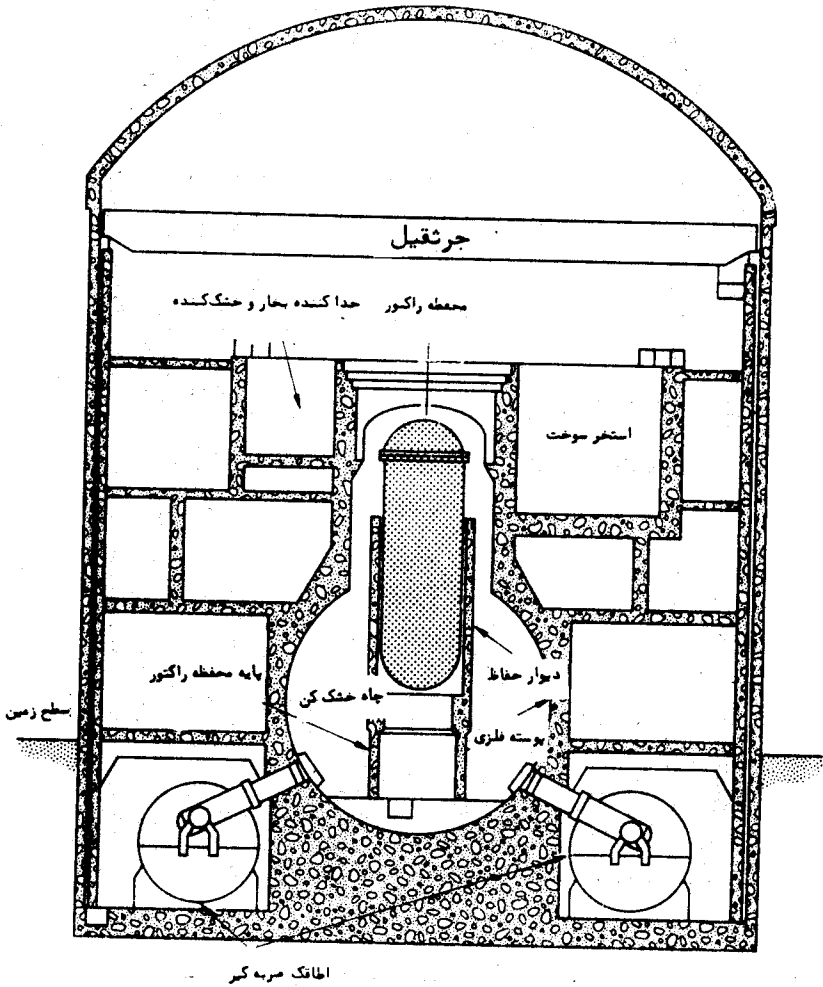 جرثقیل
محفظه راکتور
جدا کننده بخار و خشک‌کننده
استخر سوخت
دیوار حفاظ
پایه محفظه راکتور
چاه خشک کن
سطح زمین
پوسته فلزی
اطاقک ضربه گیر